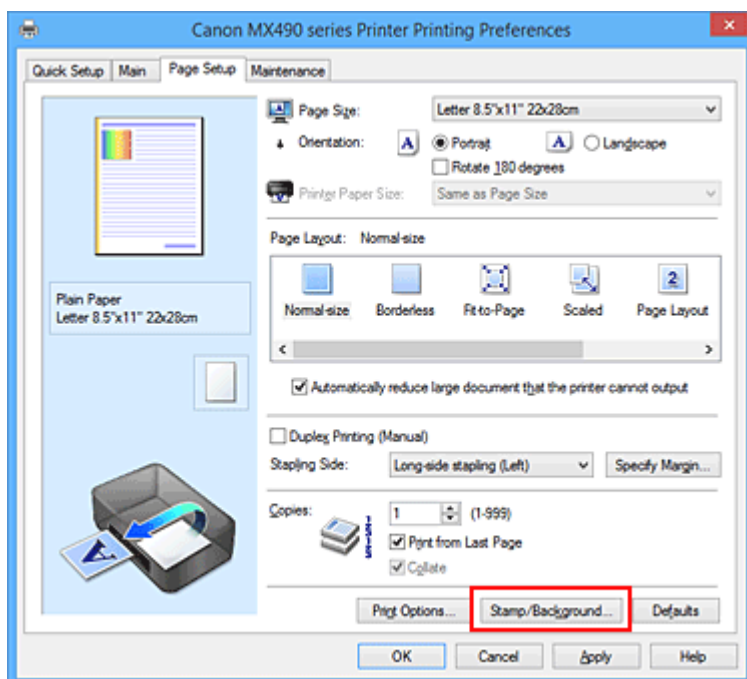 Canon MX490 series Printer Printing Preferences
Quick Setup Main Page Setup Maintenance
Page Size: Letter 8.5"x11" 22x28cm
Orientation: A Portrait A Landscape
Rotate 180 degrees
Printer Paper Size: Same as Page Size
Page Layout: Normal-size
Normal-size Borderless Fit-to-Page Scaled 2 Page Layout
Automatically reduce large document that the printer cannot output
Plain Paper
Letter 8.5"x11" 22x28cm
Duplex Printing (Manual)
Stapling Side: Long-side stapling (Left) Specify Margin...
Copies: 1 (1-999)
Print from Last Page
Collate
A
Print Options... Stamp/Background... Defaults
OK Cancel Apply Help